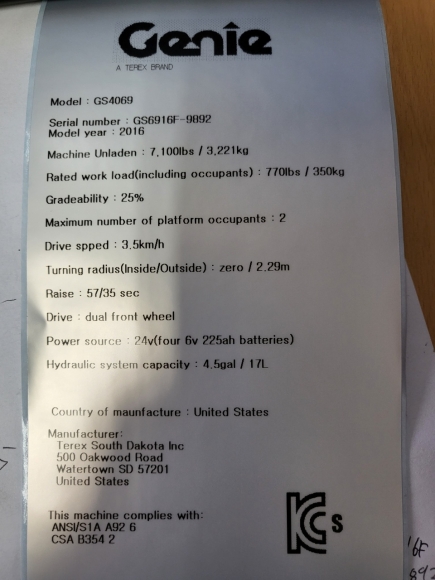 Genie
A TEREX BRAND
Model : GS4069
Serial number : GS6916F-9892
Model year : 2016
Machine Unladen : 7,100lbs / 3,221kg
Rated work load(including occupants) : 770lbs / 350kg
Gradeability : 25%
Maximum number of platform occupants : 2
Drive spped : 3.5km/h
Turning radius(Inside/Outside) : zero / 2.29m
Raise : 57/35 sec
Drive : dual front wheel
Power source : 24v(four 6v 225ah batteries)
Hydraulic system capacity : 4.5gal / 17L
Country of maunfacture : United States
Manufacturer:
Terex South Dakota Inc
500 Oakwood Road
Watertown SD 57201
United States
This machine complies with:
ANSI/S1A A92 6
CSA B354 2
KCs
16F